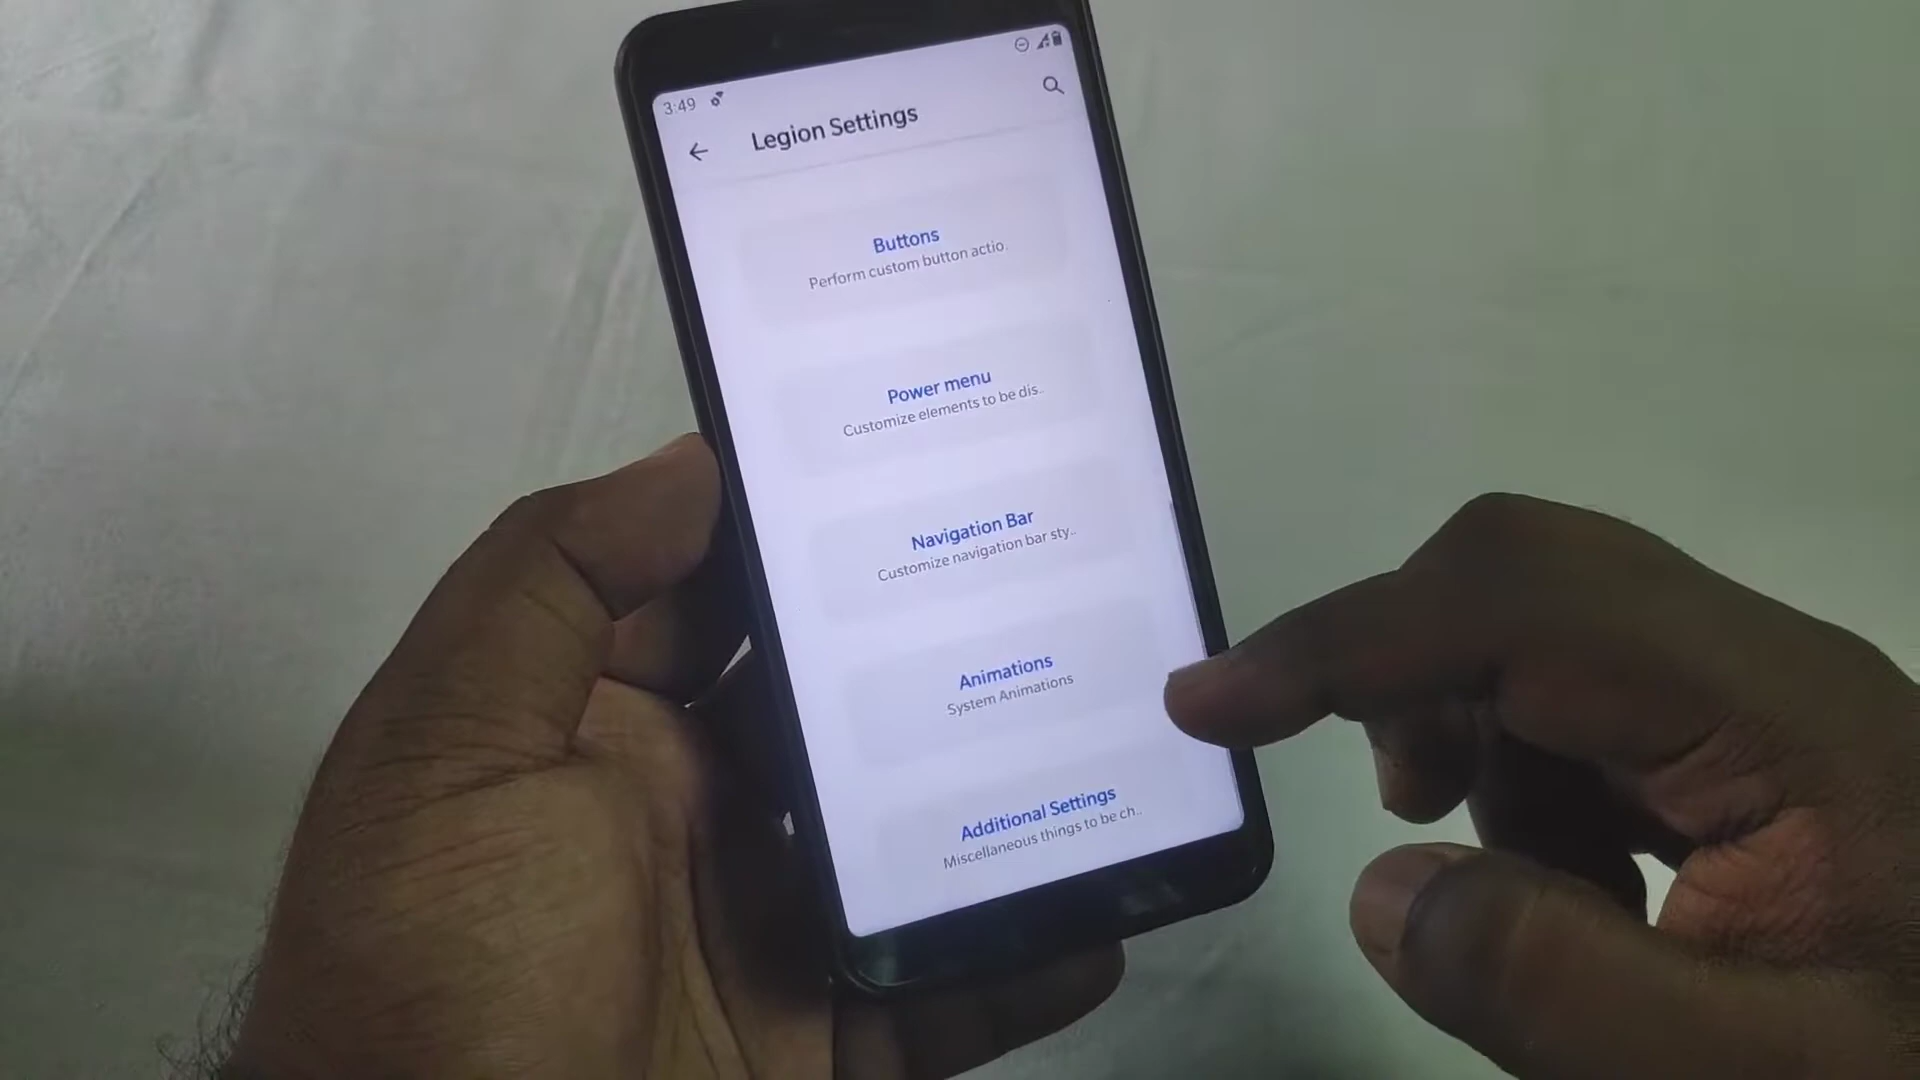 3:49
Legion Settings
Buttons
Perform custom button actio.
Power menu
Customize elements to be dis..
Navigation Bar
Customize navigation bar sty..
Animations
System Animations
Additional Settings
Miscellaneous things to be ch..